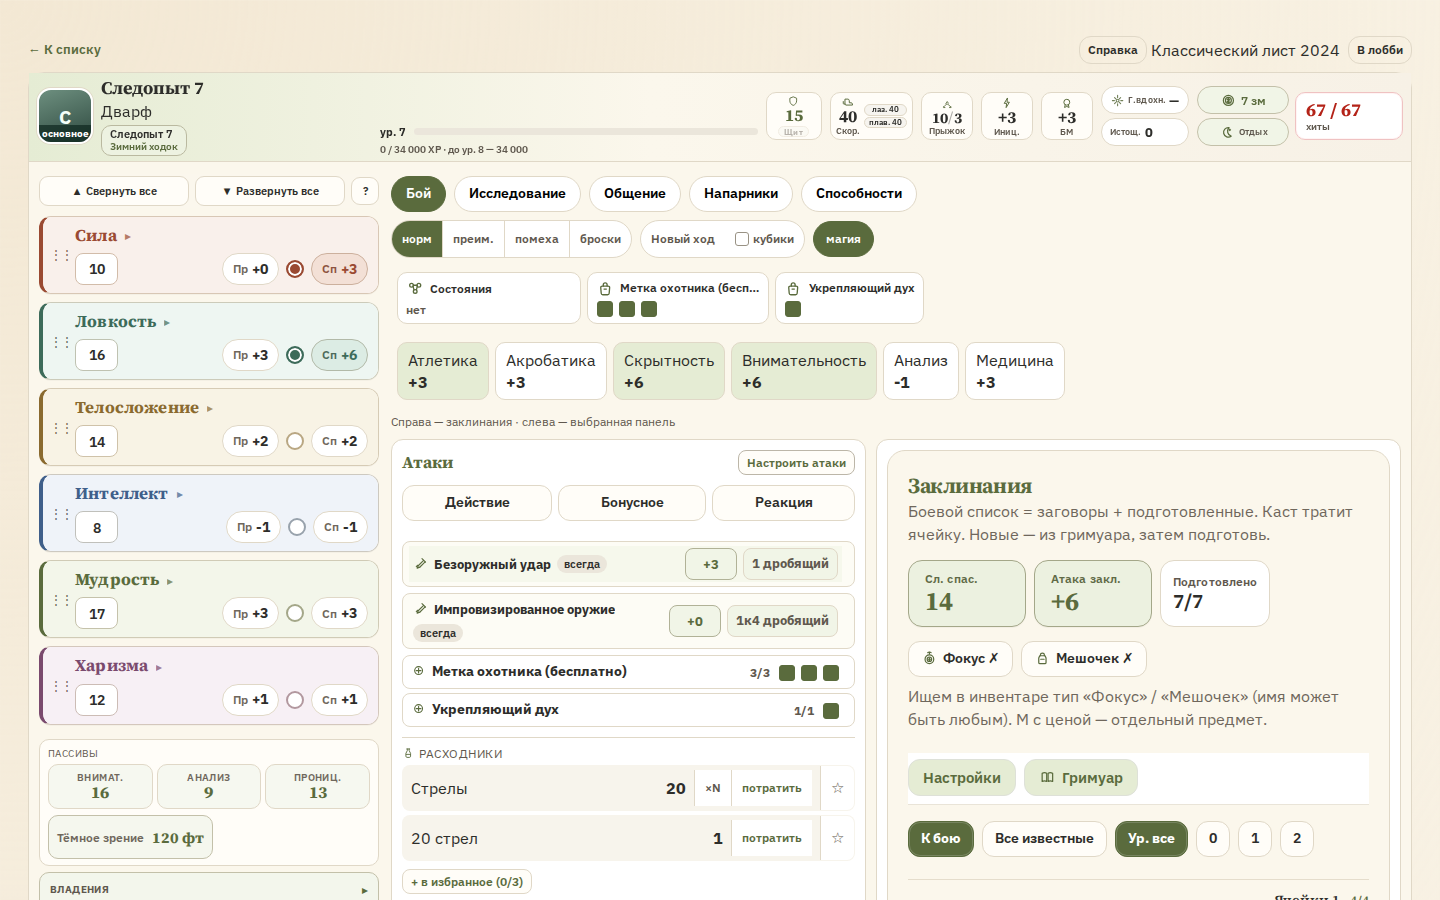 ← К списку
Справка Классический лист 2024 В лобби
С
основное
Следопыт 7
Дварф
Следопыт 7
Зимний ходок
ур. 7
0 / 34 000 XP · до ур. 8 — 34 000
15
Щит
40
Скор.
лаз. 40
плав. 40
10/3
Прыжок
+3
Иниц.
+3
БМ
Г.вдохн. —
Истощ. 0
7 зм
Отдых
67 / 67
хиты
▲ Свернуть все
▼ Развернуть все
?
Сила ▸
10
Пр +0
Сп +3
Ловкость ▸
16
Пр +3
Сп +6
Телосложение ▸
14
Пр +2
Сп +2
Интеллект ▸
8
Пр -1
Сп -1
Мудрость ▸
17
Пр +3
Сп +3
Харизма ▸
12
Пр +1
Сп +1
ПАССИВЫ
ВНИМАТ.
16
АНАЛИЗ
9
ПРОНИЦ.
13
Тёмное зрение 120 фт
ВЛАДЕНИЯ ▸
Бой
Исследование
Общение
Напарники
Способности
норм
преим.
помеха
броски
Новый ход
кубики
магия
Состояния
нет
Метка охотника (бесп…
Укрепляющий дух
Атлетика
+3
Акробатика
+3
Скрытность
+6
Внимательность
+6
Анализ
-1
Медицина
+3
Справа — заклинания · слева — выбранная панель
Атаки
Настроить атаки
Действие
Бонусное
Реакция
Безоружный удар всегда
+3
1 дробящий
Импровизированное оружие
всегда
+0
1к4 дробящий
Метка охотника (бесплатно)
3/3
Укрепляющий дух
1/1
РАСХОДНИКИ
Стрелы
20
×N
потратить
☆
20 стрел
1
потратить
☆
+ в избранное (0/3)
Заклинания
Боевой список = заговоры + подготовленные. Каст тратит
ячейку. Новые — из гримуара, затем подготовь.
Сл. спас.
14
Атака закл.
+6
Подготовлено
7/7
Фокус ✗
Мешочек ✗
Ищем в инвентаре тип «Фокус» / «Мешочек» (имя может
быть любым). М с ценой — отдельный предмет.
Настройки
Гримуар
К бою
Все известные
Ур. все
0
1
2
Ячейки 1 4/4